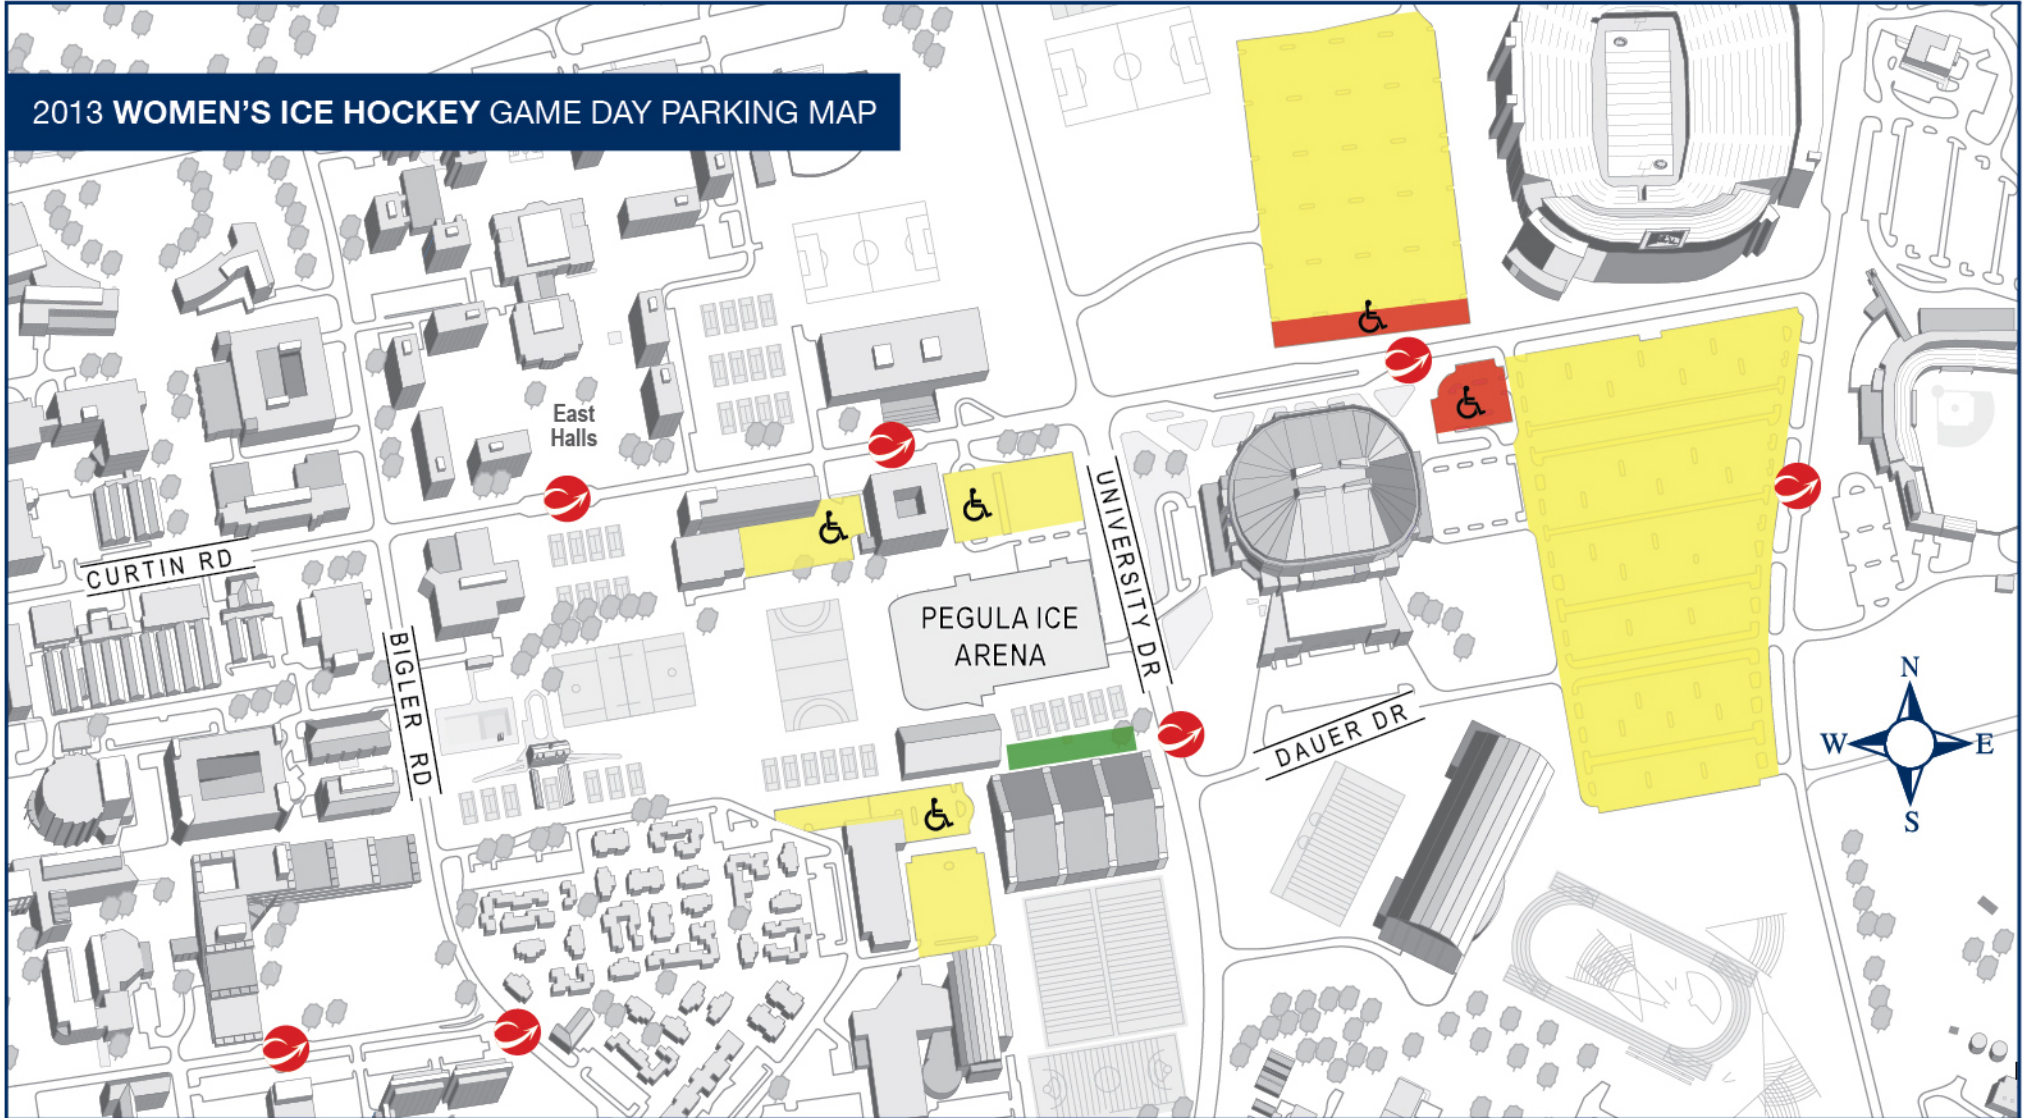 2013 WOMEN'S ICE HOCKEY GAME DAY PARKING MAP
East
Halls
CURTIN RD
UNIVERSITY DR
PEGULA ICE
ARENA
BIGLER RD
DAUER DR
N
W
E
S